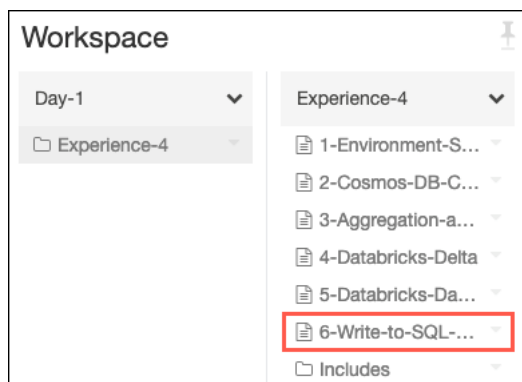 Workspace
Day-1
Experience-4
Experience-4
1-Environment-S...
2-Cosmos-DB-C...
3-Aggregation-a...
4-Databricks-Delta
5-Databricks-Da...
6-Write-to-SQL-...
Includes